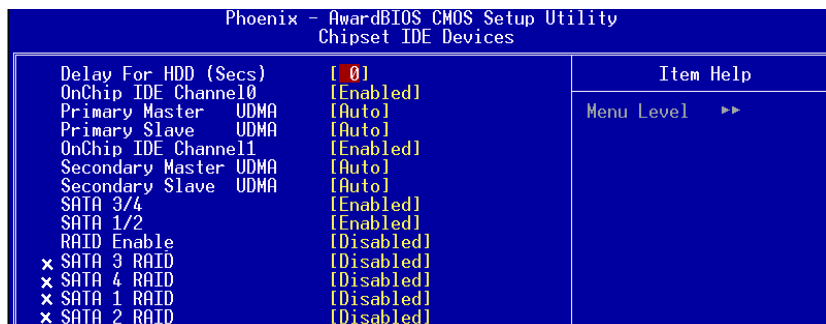 Phoenix - AwardBIOS CMOS Setup Utility
Chipset IDE Devices
Delay For HDD (Secs) [ 0]
OnChip IDE Channel0 [Enabled]
Primary Master UDMA [Auto]
Primary Slave UDMA [Auto]
OnChip IDE Channel1 [Enabled]
Secondary Master UDMA [Auto]
Secondary Slave UDMA [Auto]
SATA 3/4 [Enabled]
SATA 1/2 [Enabled]
RAID Enable [Disabled]
x SATA 3 RAID [Disabled]
x SATA 4 RAID [Disabled]
x SATA 1 RAID [Disabled]
x SATA 2 RAID [Disabled]
Item Help
Menu Level ►►